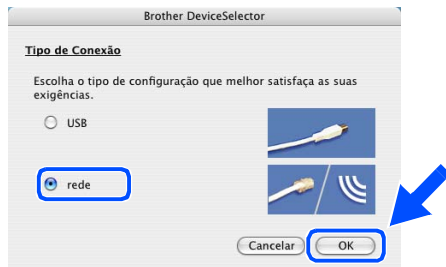 Brother DeviceSelector
Tipo de Conexão
Escolha o tipo de configuração que melhor satisfaça as suas
exigências.
USB
rede
Cancelar OK